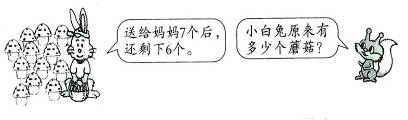 送给妈妈7个后，
还剩下6个。
小白兔原来有
多少个蘑菇？